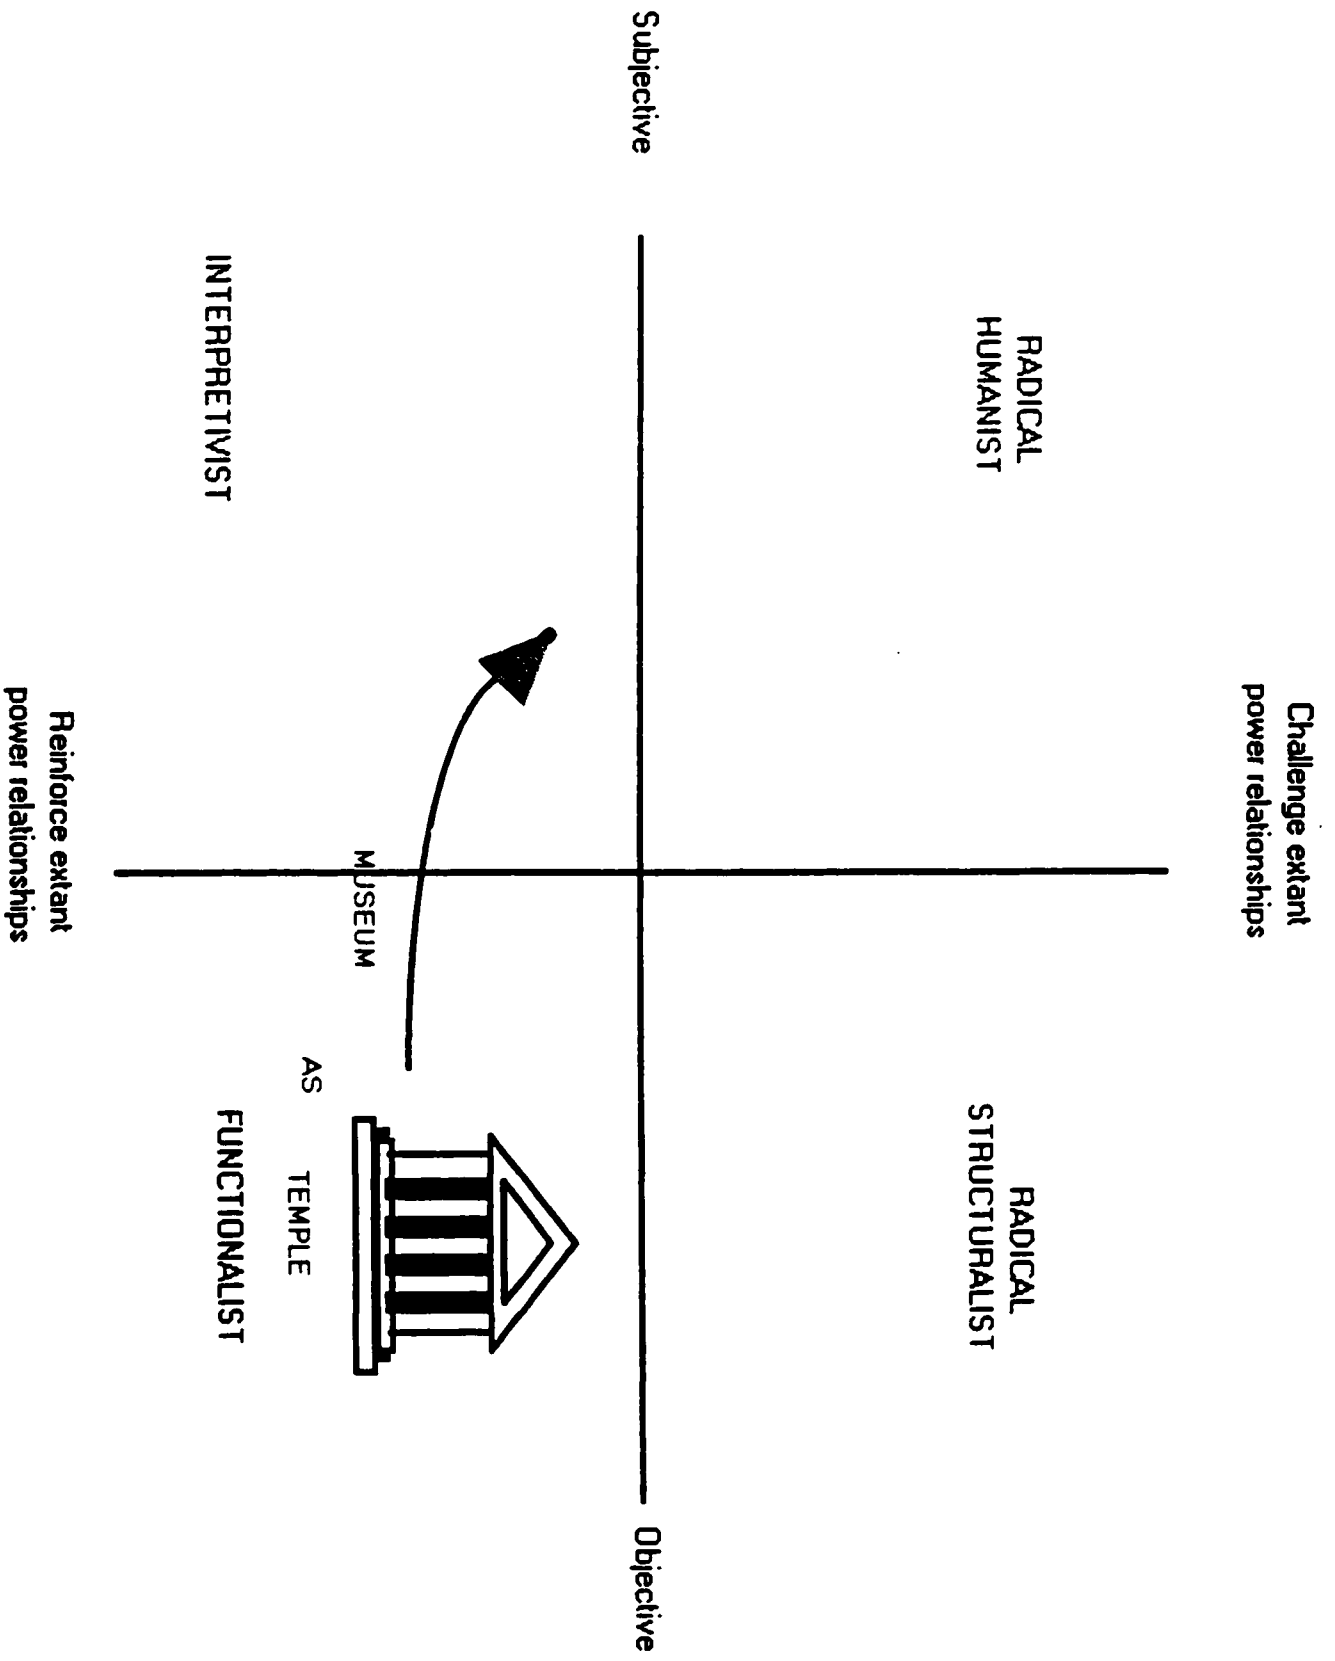 Challenge extant
power relationships
RADICAL
HUMANIST
RADICAL
STRUCTURALIST
Subjective
Objective
MUSEUM
AS
TEMPLE
INTERPRETIVIST
FUNCTIONALIST
Reinforce extant
power relationships